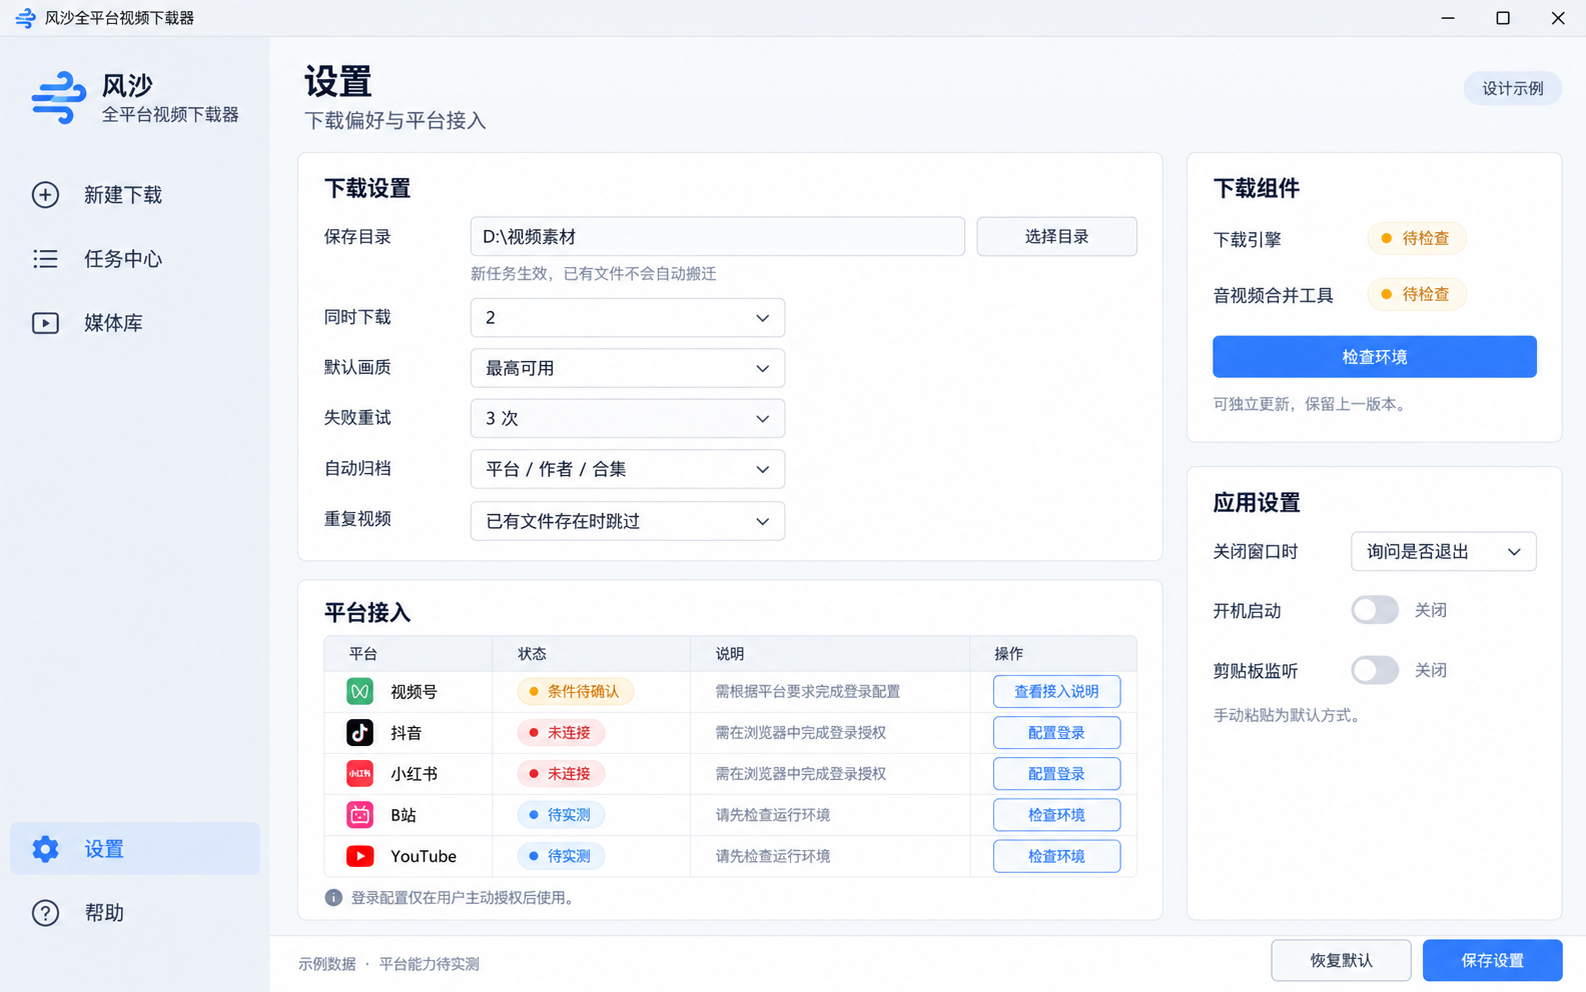 风沙全平台视频下载器
风沙
全平台视频下载器
新建下载
任务中心
媒体库
设置
帮助
设置
下载偏好与平台接入
设计示例
下载设置
保存目录
D:\视频素材
选择目录
新任务生效，已有文件不会自动搬迁
同时下载
2
默认画质
最高可用
失败重试
3 次
自动归档
平台 / 作者 / 合集
重复视频
已有文件存在时跳过
平台接入
平台 状态 说明 操作
视频号 条件待确认 需根据平台要求完成登录配置 查看接入说明
抖音 未连接 需在浏览器中完成登录授权 配置登录
小红书 小红书 未连接 需在浏览器中完成登录授权 配置登录
B站 待实测 请先检查运行环境 检查环境
YouTube 待实测 请先检查运行环境 检查环境
登录配置仅在用户主动授权后使用。
下载组件
下载引擎 待检查
音视频合并工具 待检查
检查环境
可独立更新，保留上一版本。
应用设置
关闭窗口时 询问是否退出
开机启动 关闭
剪贴板监听 关闭
手动粘贴为默认方式。
示例数据 · 平台能力待实测
恢复默认
保存设置